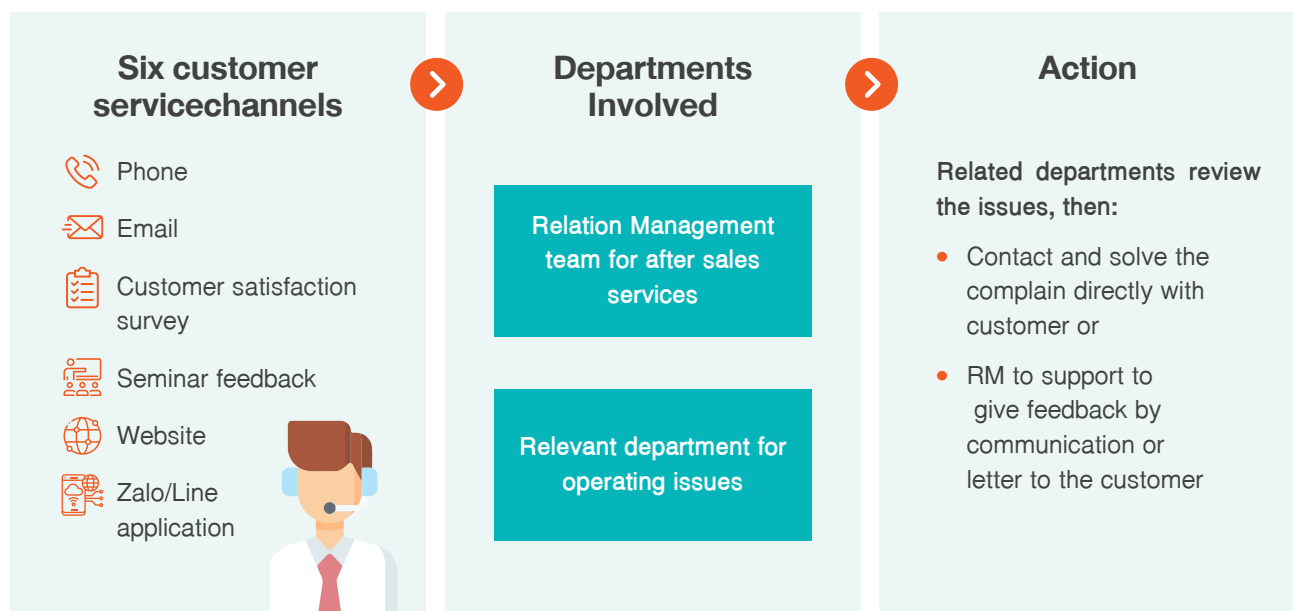 Six customer
servicechannels
Phone
Email
Customer satisfaction
survey
Seminar feedback
Website
Zalo/Line
application
Departments
Involved
Relation Management
team for after sales
services
Relevant department for
operating issues
Action
Related departments review
the issues, then:
• Contact and solve the
complain directly with
customer or
• RM to support to
give feedback by
communication or
letter to the customer